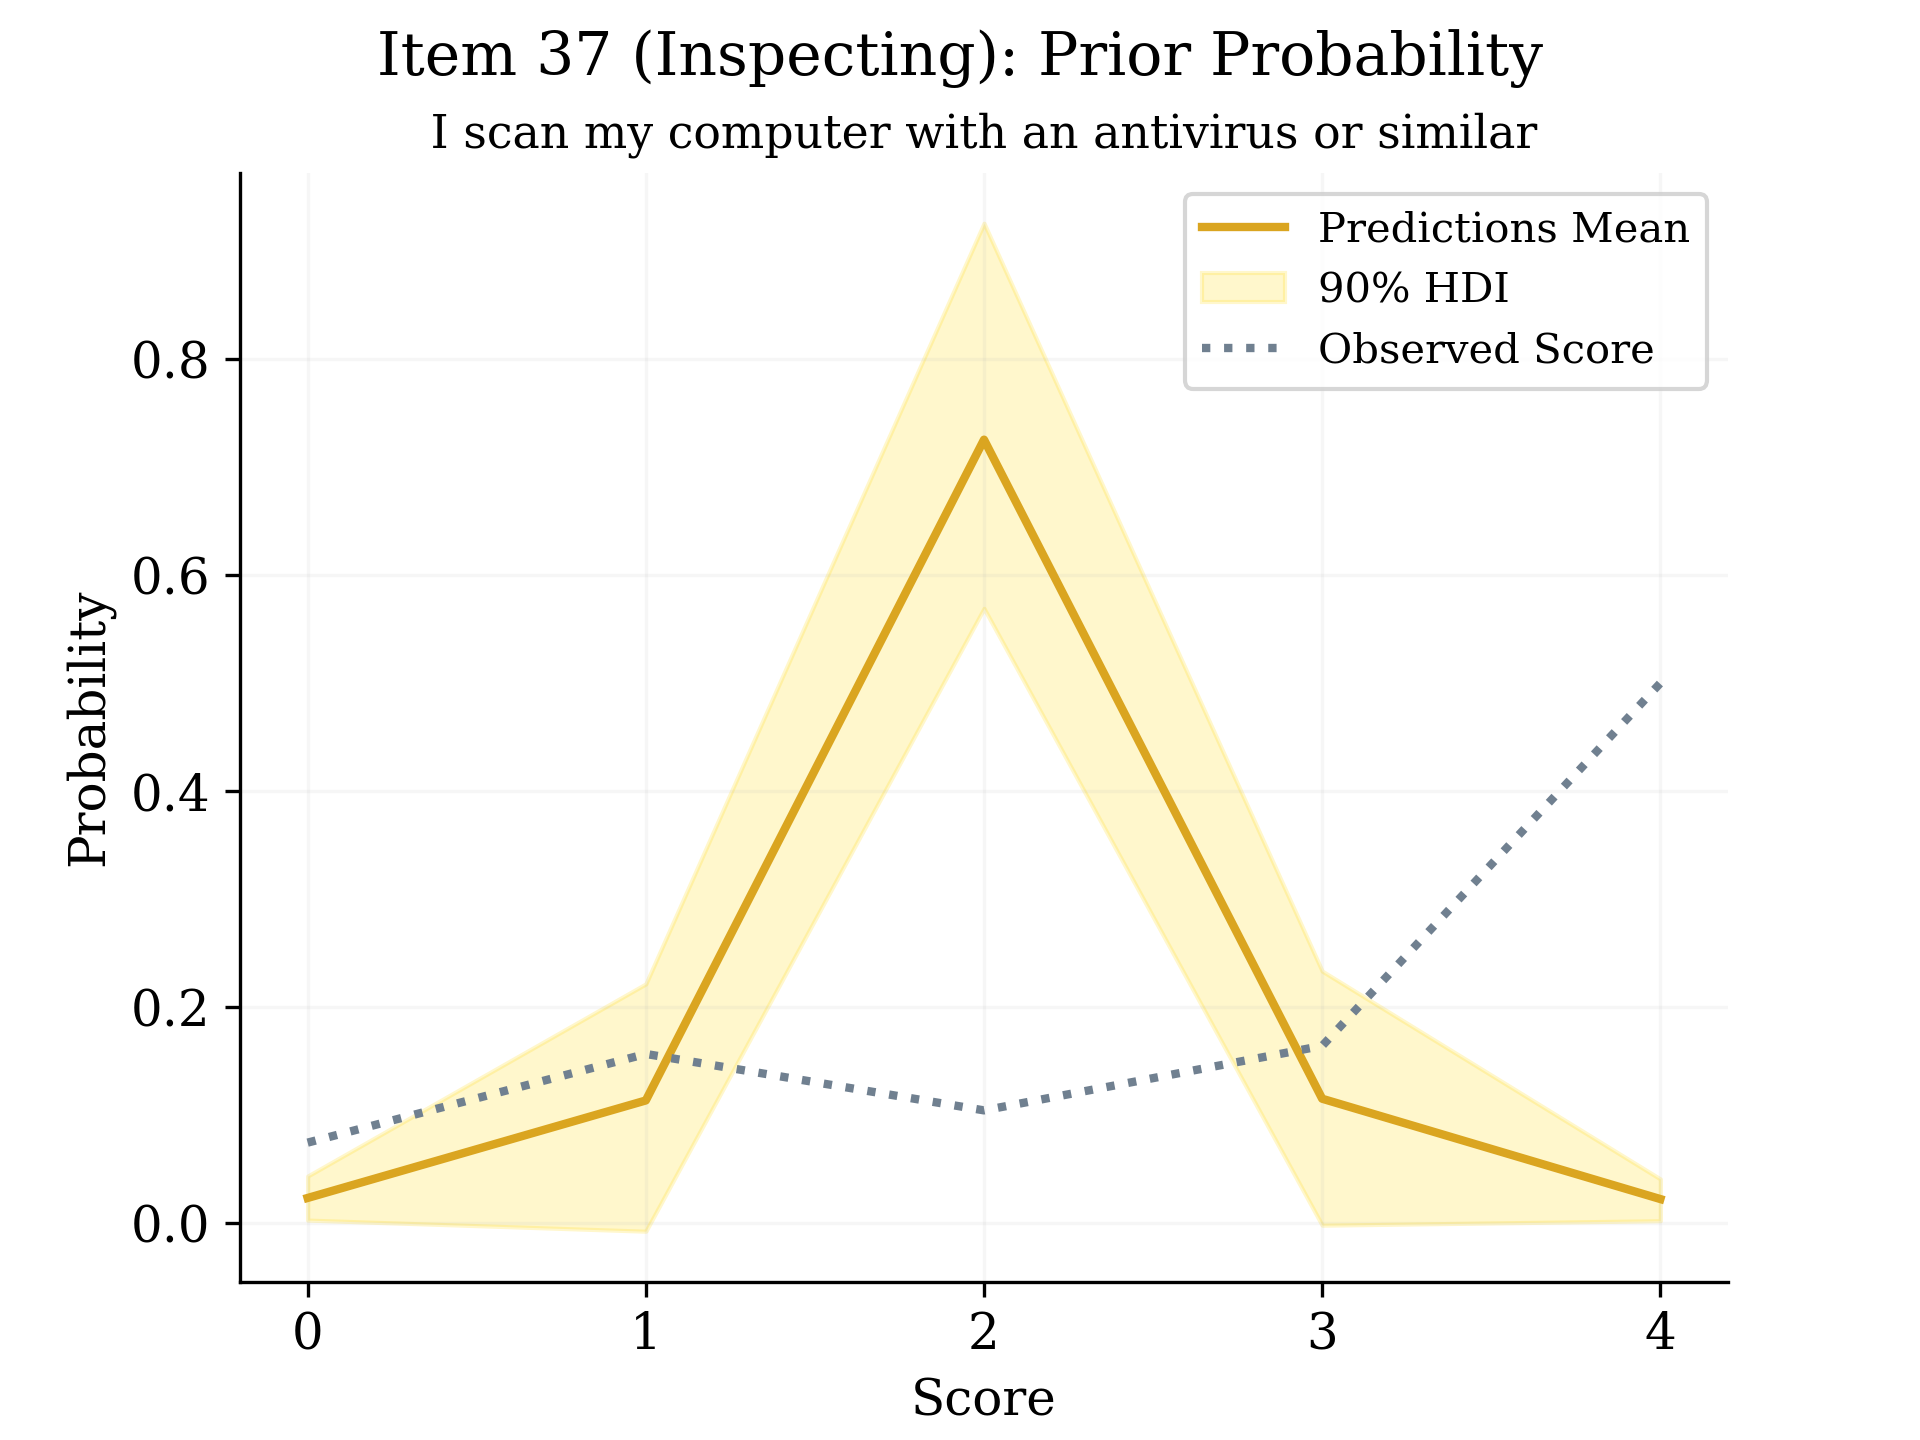 Item 37 (Inspecting): Prior Probability
I scan my computer with an antivirus or similar
Predictions Mean
90% HDI
Observed Score
Probability
0.8
0.6
0.4
0.2
0.0
0 1 2 3 4
Score